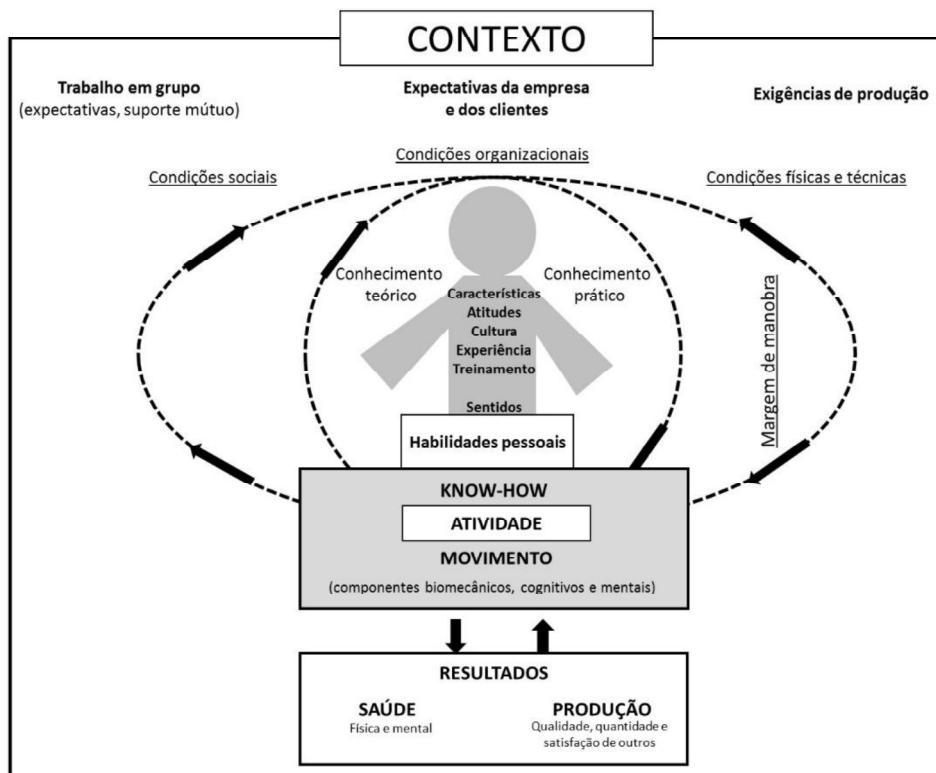 CONTEXTO
Trabalho em grupo
(expectativas, suporte mútuo)
Expectativas da empresa
e dos clientes
Exigências de produção
Condições organizacionais
Condições sociais
Condições físicas e técnicas
Conhecimento
teórico
Conhecimento
prático
Características
Atitudes
Cultura
Experiência
Treinamento
Sentidos
Margem de manobra
Habilidades pessoais
KNOW-HOW
ATIVIDADE
MOVIMENTO
(componentes biomecânicos, cognitivos e mentais)
RESULTADOS
SAÚDE
Física e mental
PRODUÇÃO
Qualidade, quantidade e
satisfação de outros